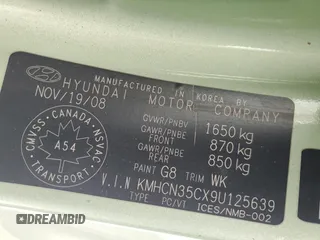 MANUFACTURED IN KOREA BY
HYUNDAI MOTOR COMPANY
NOV/19/08
GVWR/PNBV 1650 kg
GAWR/PNBE FRONT 870 kg
GAWR/PNBE REAR 850 kg
PAINT G8 TRIM WK
V.I.N KMHCN35CX9U125639
TYPE PC/VT ICES/NMB-002
CMISS·CANADA·NSVAC
A54
TRANSPORT
DREAMBID.COM